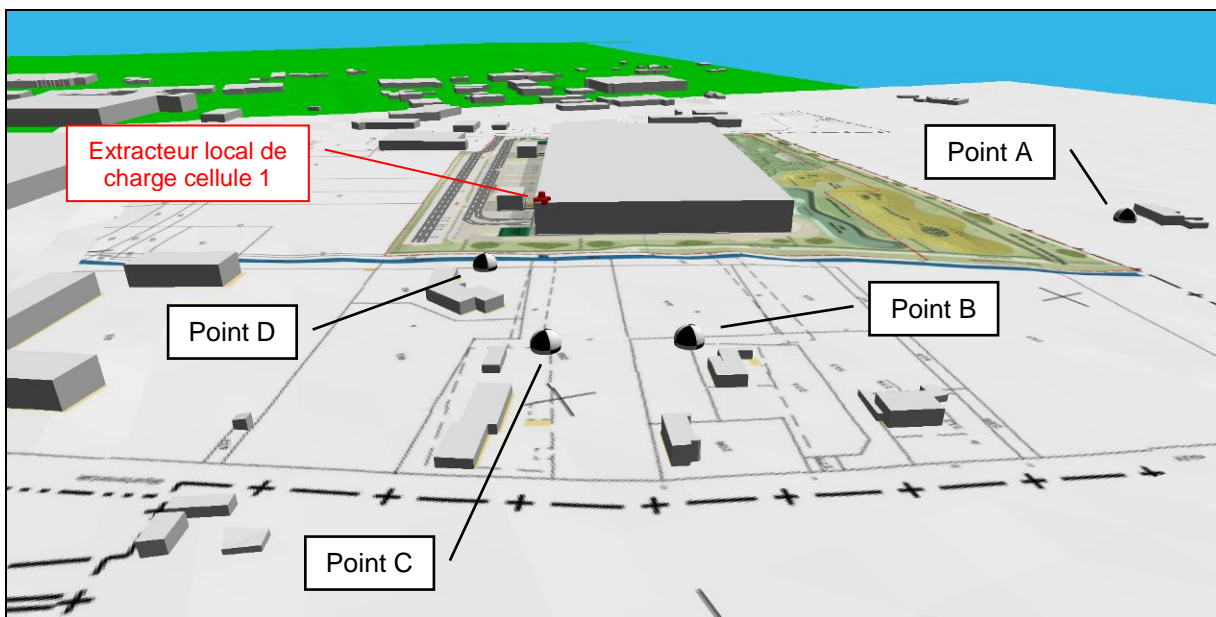 Extracteur local de
charge cellule 1
Point A
Point B
Point D
Point C